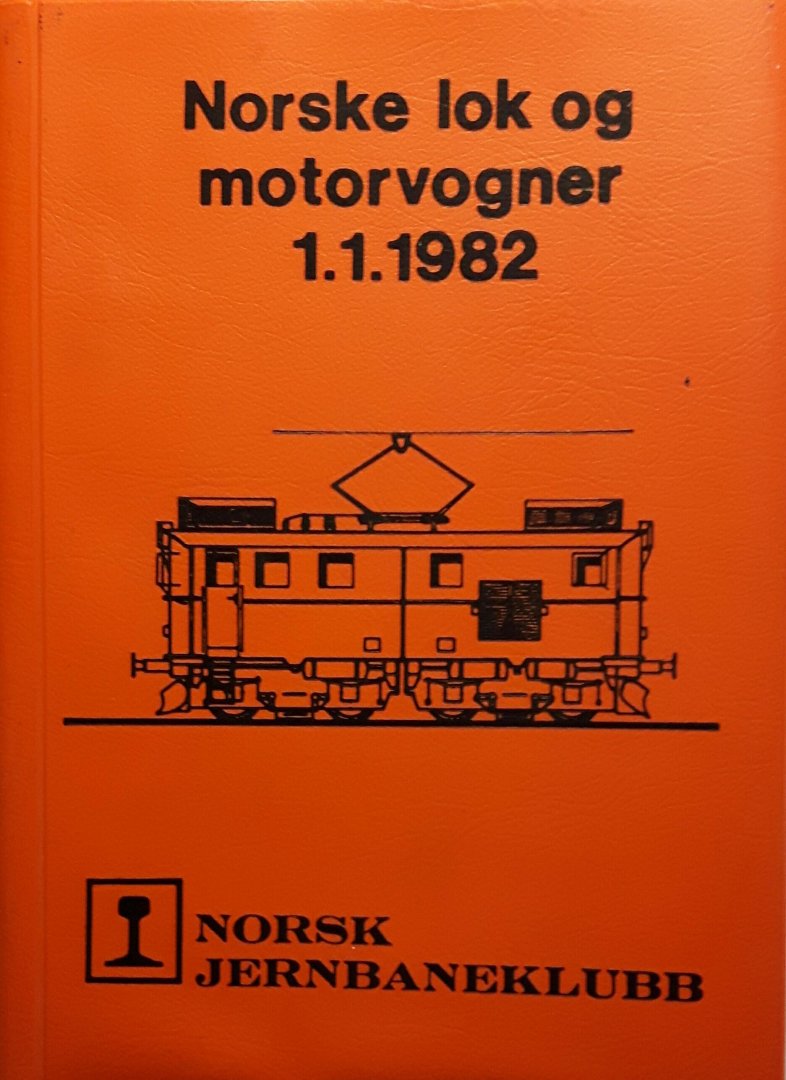 Norske lok og
motorvogner
1.1.1982
NORSK
JERNBANEKLUBB